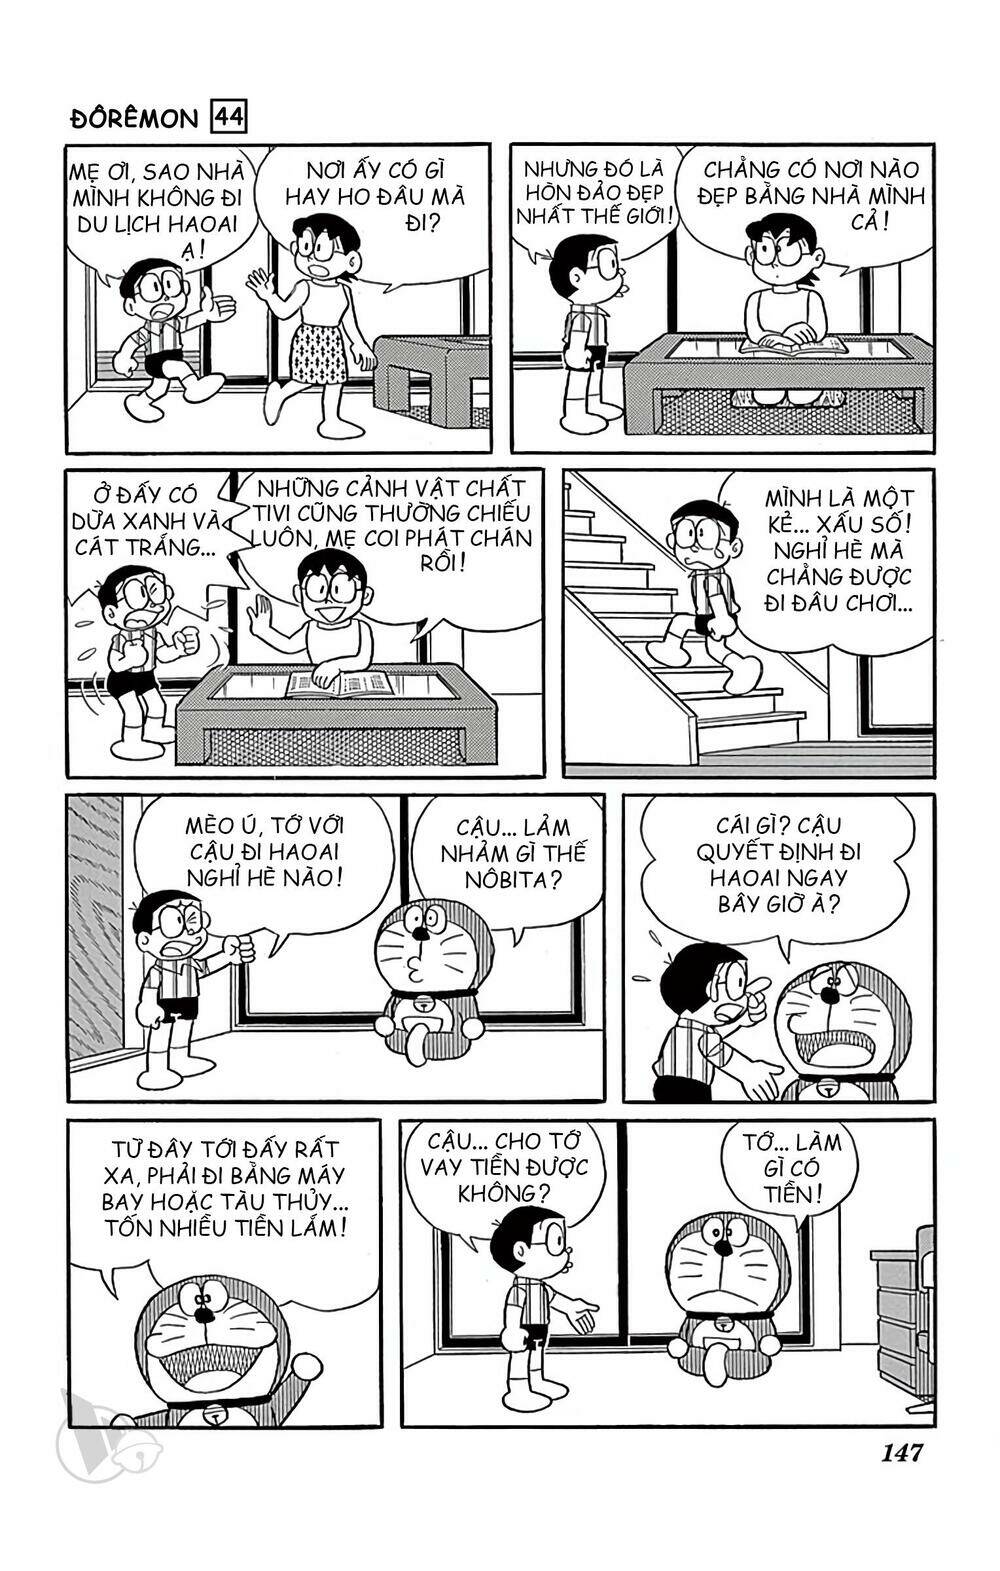 ĐÔRÊMON 44
MẸ ƠI, SAO NHÀ
MÌNH KHÔNG ĐI
DU LỊCH HAOAI
Ạ!
NƠI ẤY CÓ GÌ
HAY HO ĐÂU MÀ
ĐI?
NHƯNG ĐÓ LÀ
HÒN ĐẢO ĐẸP
NHẤT THẾ GIỚI!
CHẲNG CÓ NƠI NÀO
ĐẸP BẰNG NHÀ MÌNH
CẢ!
Ở ĐẤY CÓ
DỪA XANH VÀ
CÁT TRẮNG...
NHỮNG CẢNH VẬT CHẤT
TIVI CŨNG THƯỜNG CHIẾU
LUÔN, MẸ COI PHÁT CHÁN
RỒI!
MÌNH LÀ MỘT
KẺ... XẤU SỐ!
NGHỈ HÈ MÀ
CHẲNG ĐƯỢC
ĐI ĐÂU CHƠI...
MÈO Ú, TỚ VỚI
CẬU ĐI HAOAI
NGHỈ HÈ NÀO!
CẬU... LẢM
NHẢM GÌ THẾ
NÔBITA?
CÁI GÌ? CẬU
QUYẾT ĐỊNH ĐI
HAOAI NGAY
BÂY GIỜ À?
TỪ ĐÂY TỚI ĐẤY RẤT
XA, PHẢI ĐI BẰNG MÁY
BAY HOẶC TÀU THỦY...
TỐN NHIỀU TIỀN LẮM!
CẬU... CHO TỚ
VAY TIỀN ĐƯỢC
KHÔNG?
TỚ... LÀM
GÌ CÓ
TIỀN!
147